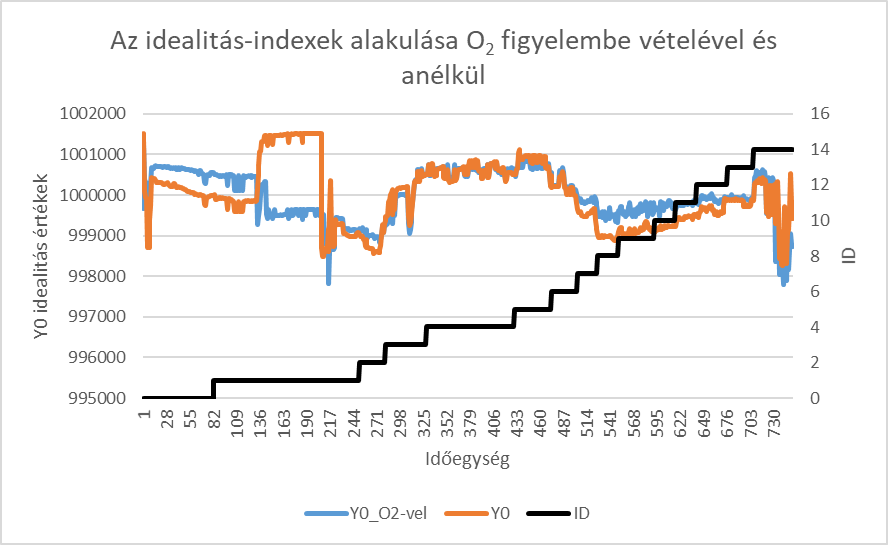 Az idealitás-indexek alakulása O₂ figyelembe vételével és
anélkül
Y0 idealitás értékek
1002000
1001000
1000000
999000
998000
997000
996000
995000
16
14
12
10
8
6
4
2
0
ID
1 28 55 82 109 136 163 190 217 244 271 298 325 352 379 406 433 460 487 514 541 568 595 622 649 676 703 730
Időegység
Y0_O2-vel Y0 ID